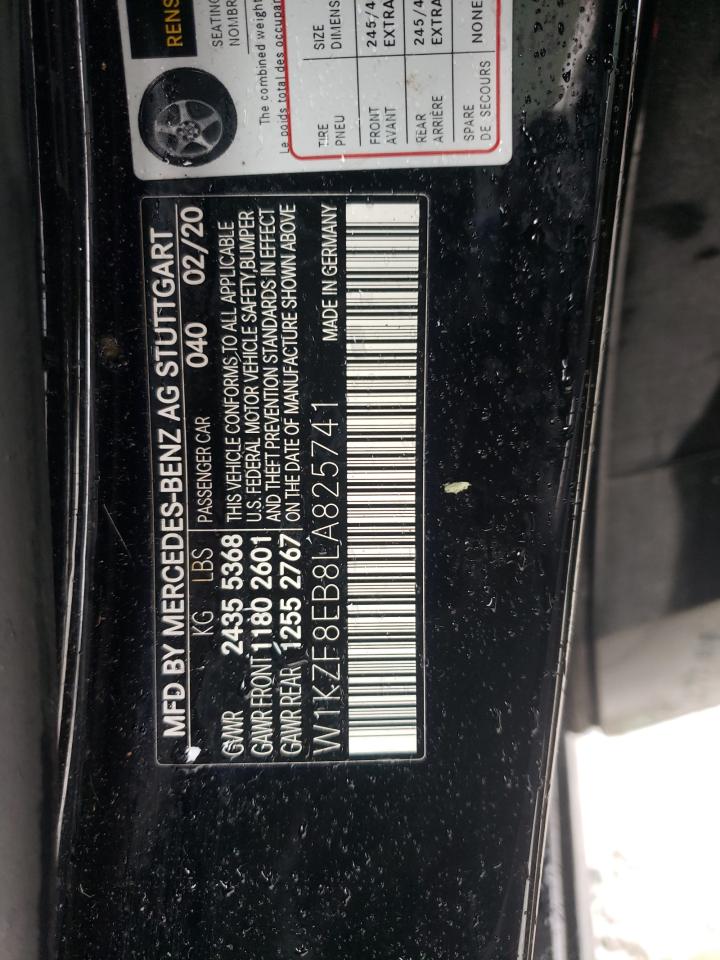 MFD BY MERCEDES-BENZ AG STUTTGART
KG LBS PASSENGER CAR 040 02/20
GVWR 2435 5368 THIS VEHICLE CONFORMS TO ALL APPLICABLE
U.S. FEDERAL MOTOR VEHICLE SAFETY,BUMPER
GAWR FRONT 1180 2601 AND THEFT PREVENTION STANDARDS IN EFFECT
GAWR REAR 1255 2767 ON THE DATE OF MANUFACTURE SHOWN ABOVE
W1KZF8EB8LA825741 MADE IN GERMANY
SEATING
The combined weight
Le poids total des
TIRE SIZE
PNEU
FRONT 245/4
AVANT EXTRA
REAR 245/4
ARRIÈRE EXTRA
SPARE NONE
DE SECOURS